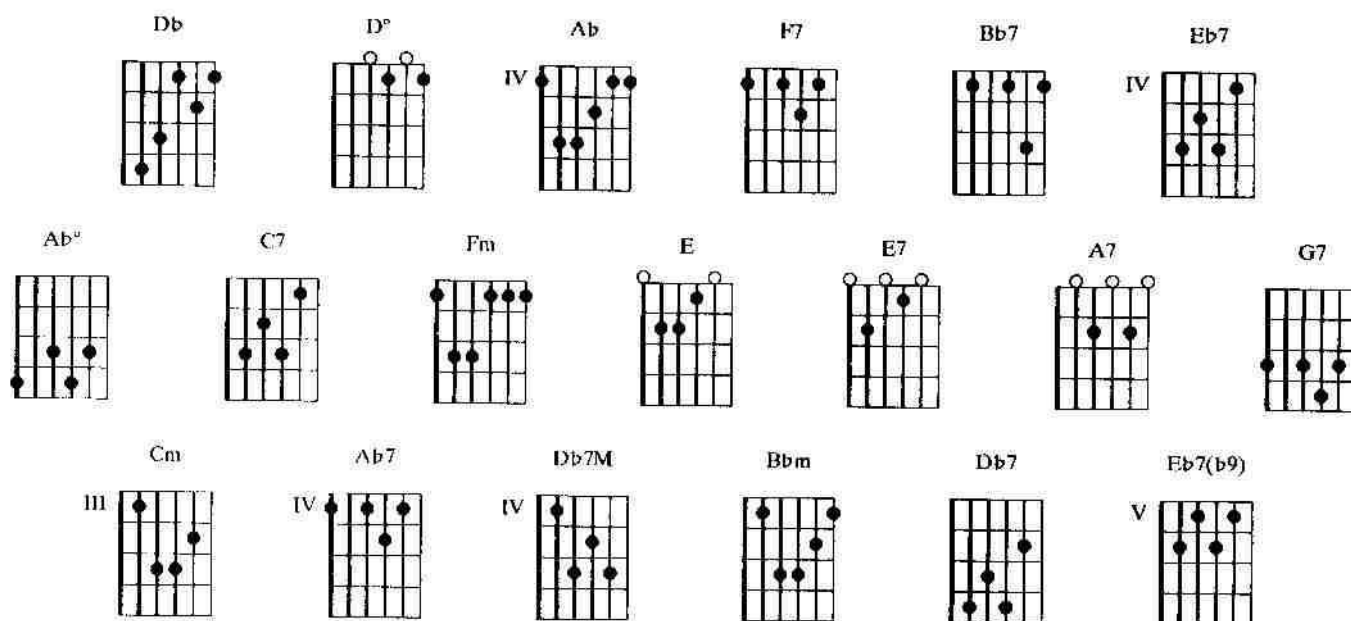 Db D° Ab F7 Bb7 Eb7
IV IV
Ab° C7 Fm E E7 A7 G7
Cm Ab7 Db7M Bbm Db7 Eb7(b9)
III IV IV V